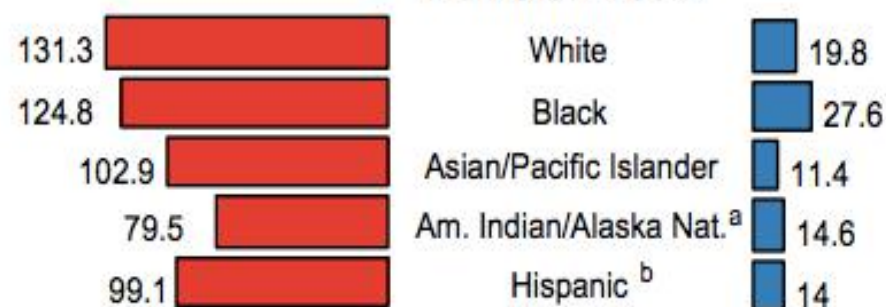 131.3 White 19.8
124.8 Black 27.6
102.9 Asian/Pacific Islander 11.4
79.5 Am. Indian/Alaska Nat.a 14.6
99.1 Hispanic b 14